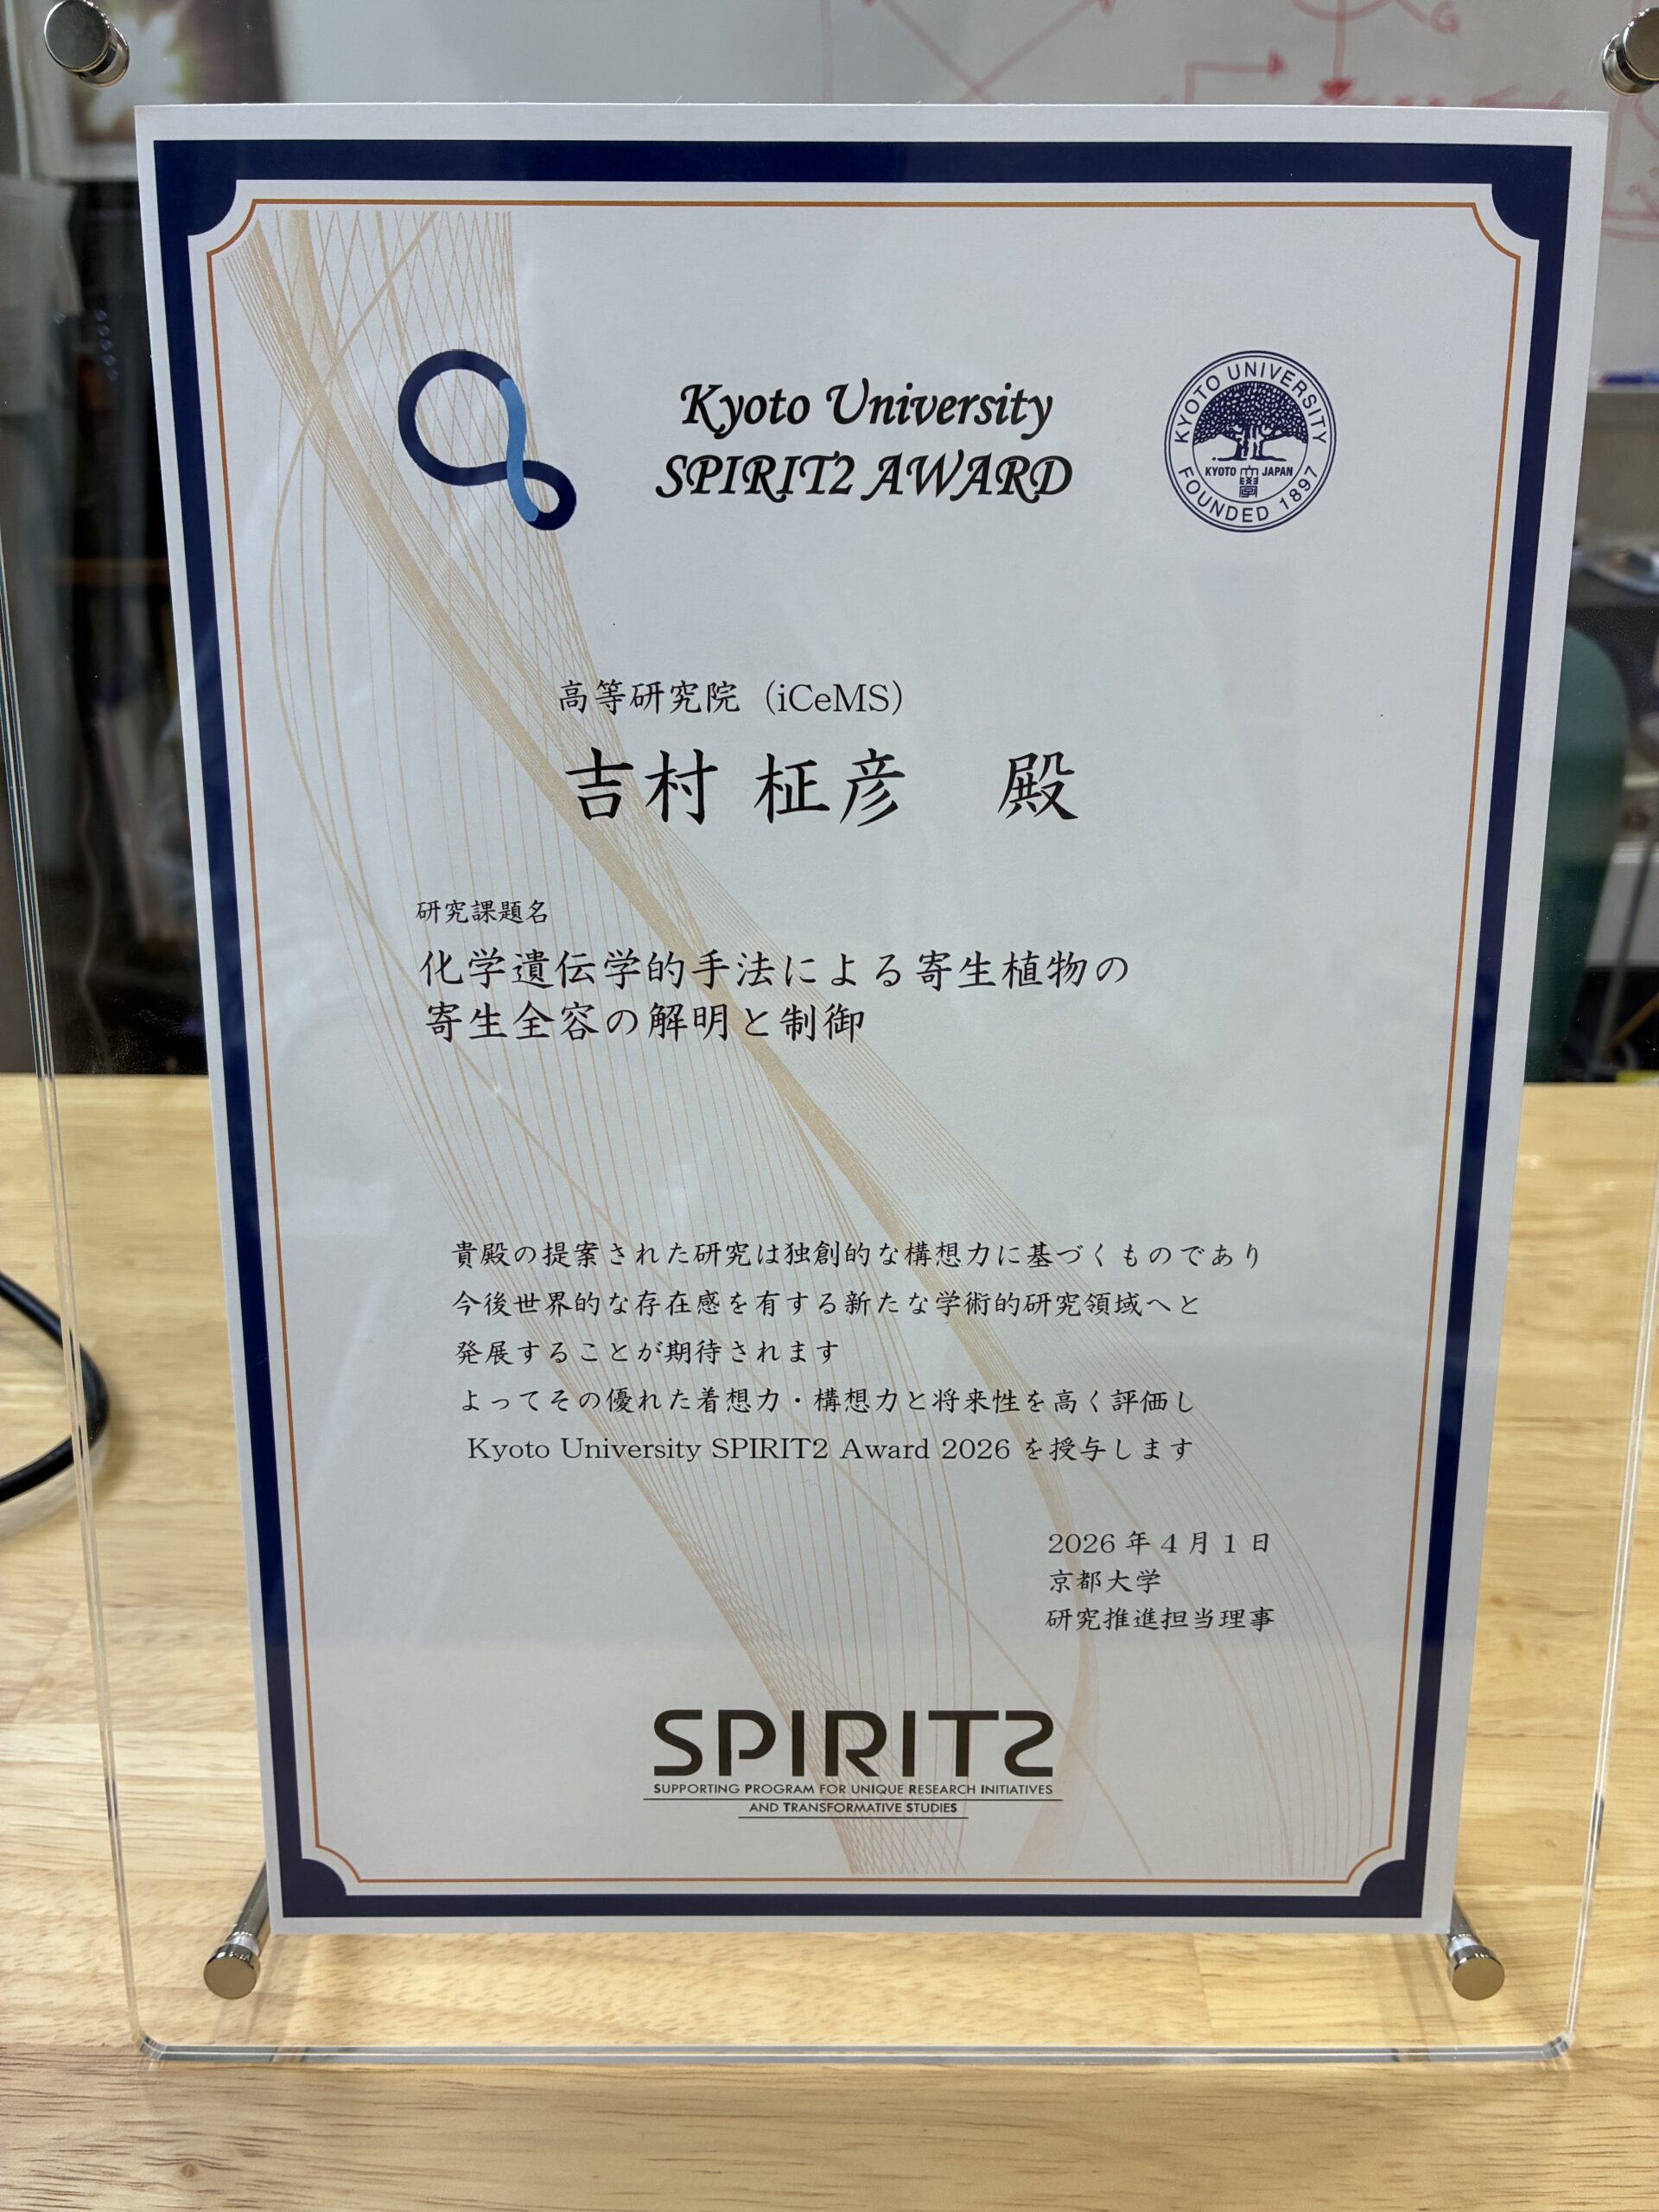 Kyoto University
SPIRIT2 AWARD
KYOTO UNIVERSITY
KYOTO JAPAN
FOUNDED 1897
高等研究院（iCeMS）
吉村 柾彦　殿
研究課題名
化学遺伝学的手法による寄生植物の
寄生全容の解明と制御
貴殿の提案された研究は独創的な構想力に基づくものであり
今後世界的な存在感を有する新たな学術的研究領域へと
発展することが期待されます
よってその優れた着想力・構想力と将来性を高く評価し
Kyoto University SPIRIT2 Award 2026 を授与します
2026 年 4 月 1 日
京都大学
研究推進担当理事
SPIRIT2
SUPPORTING PROGRAM FOR UNIQUE RESEARCH INITIATIVES
AND TRANSFORMATIVE STUDIES
G